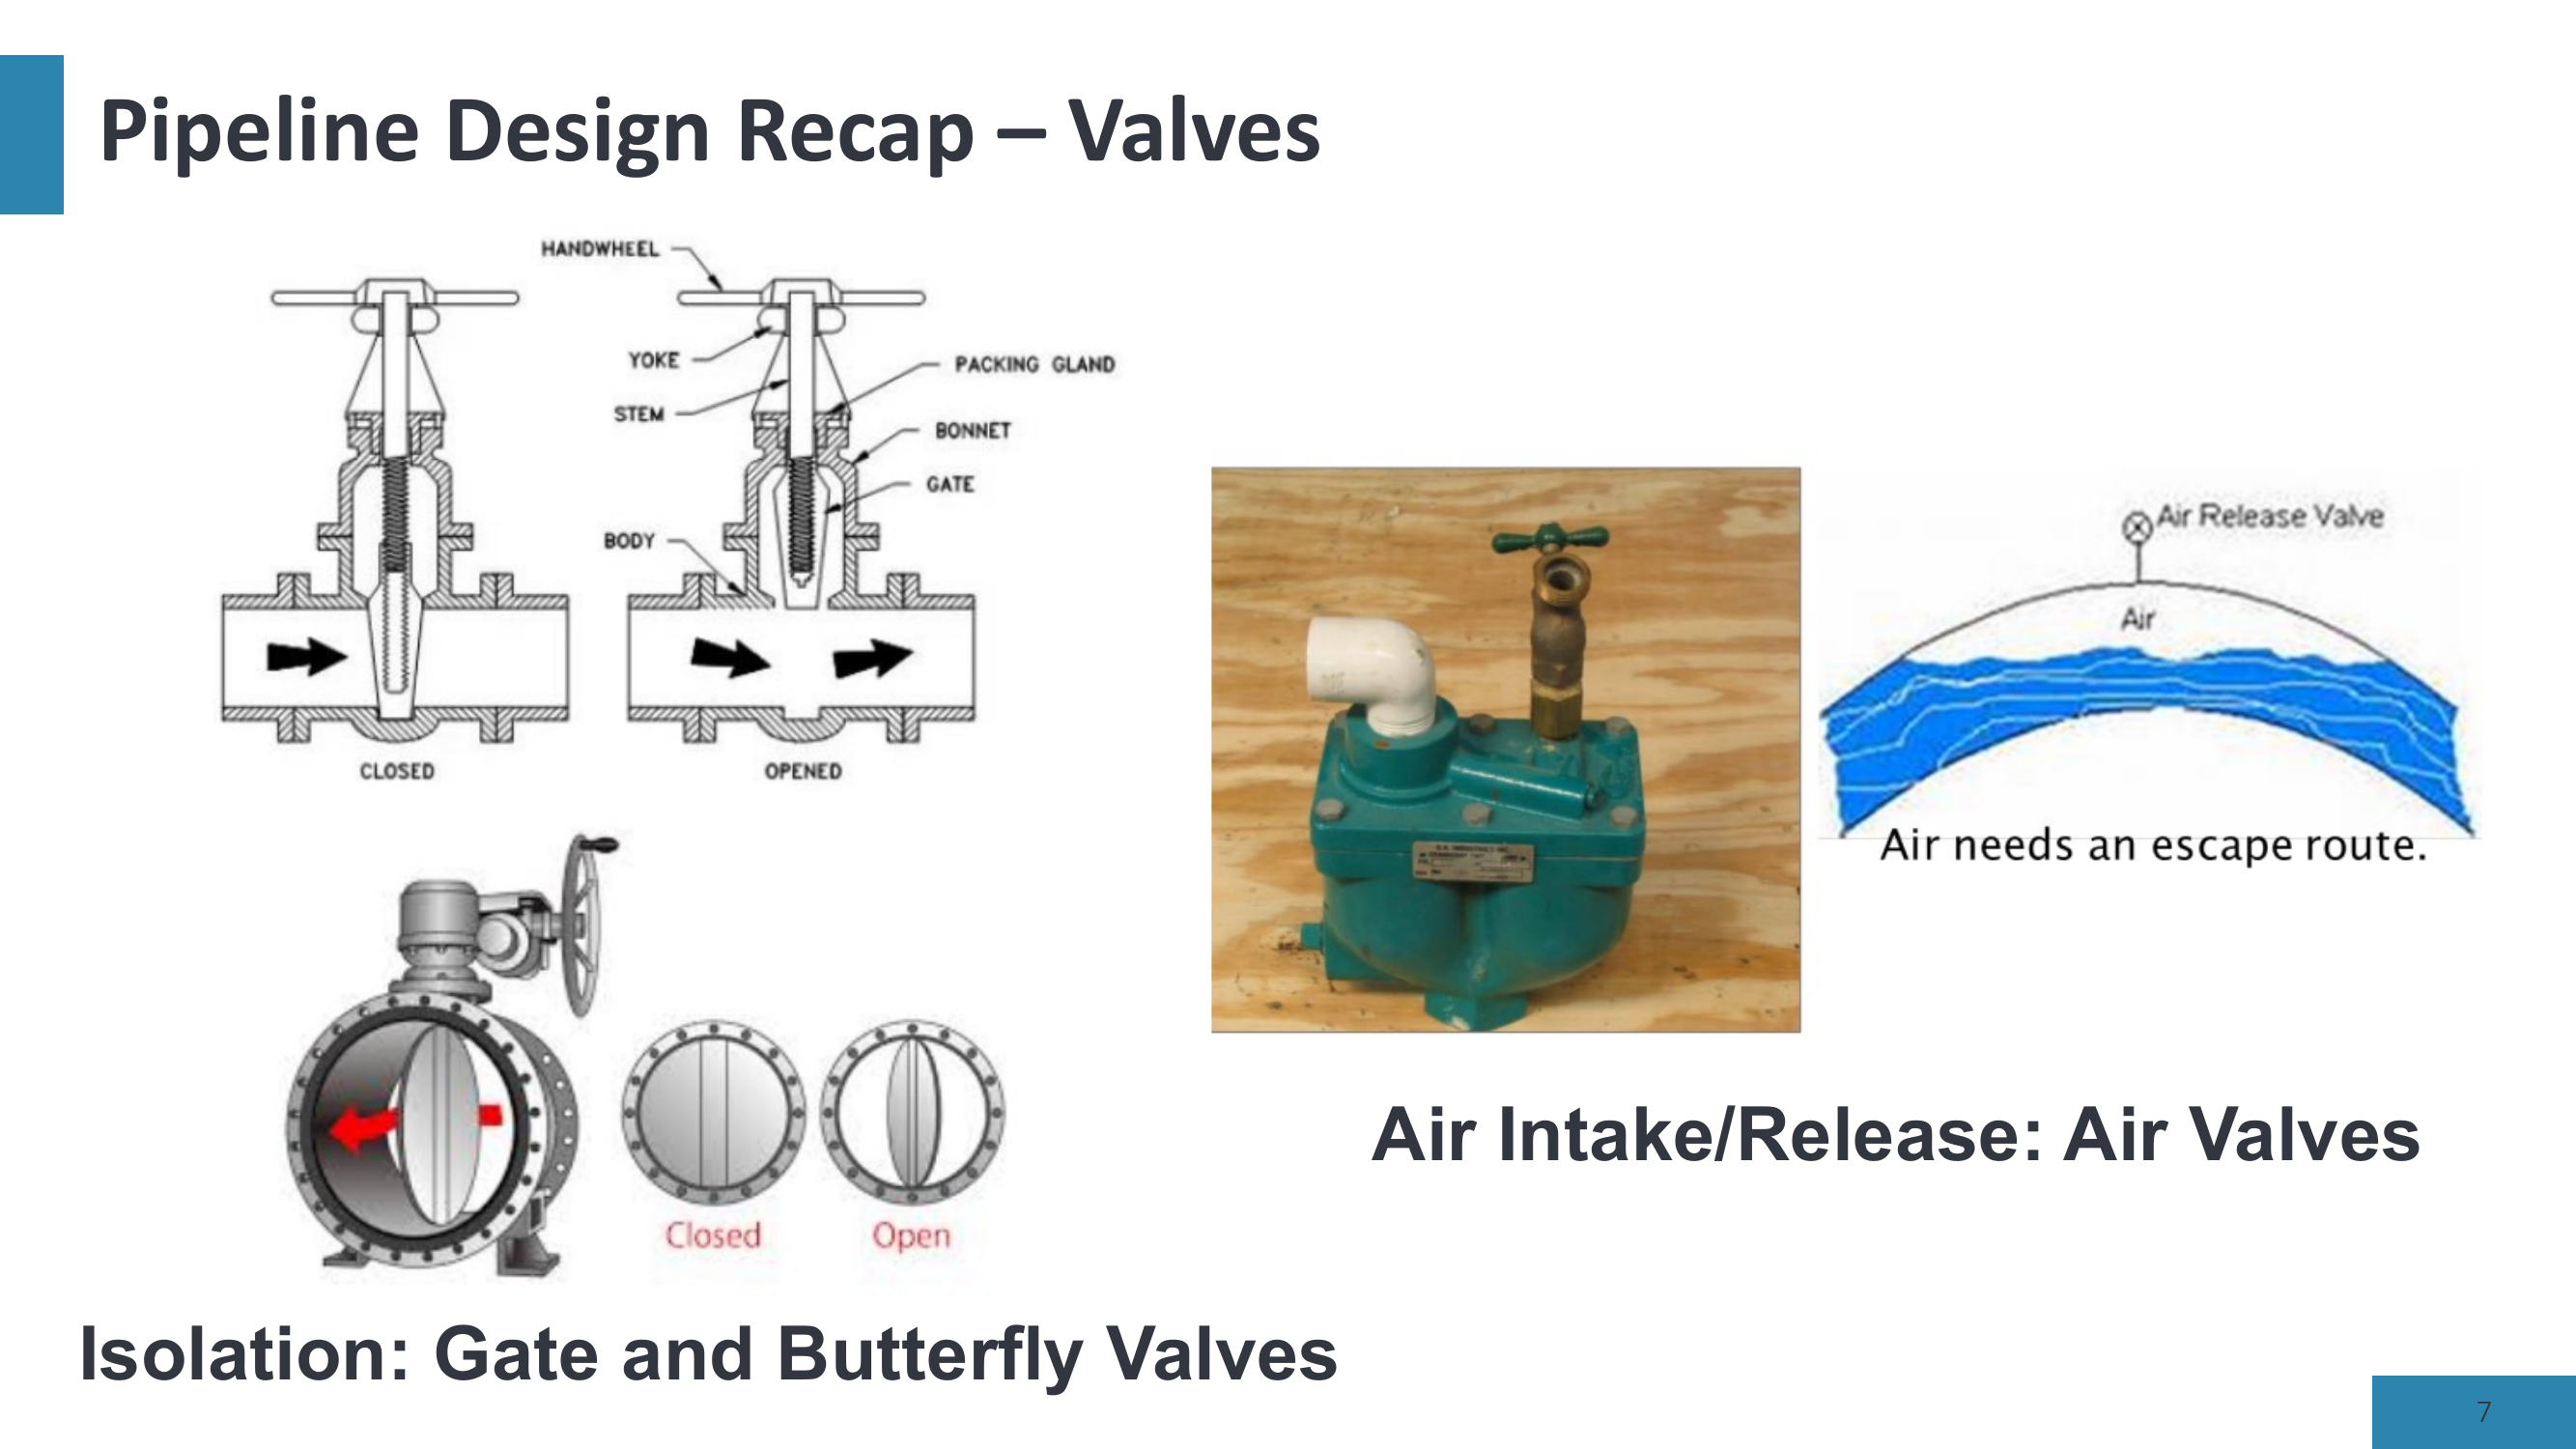 Pipeline Design Recap – Valves
HANDWHEEL
YOKE
PACKING GLAND
STEM
BONNET
GATE
BODY
CLOSED
OPENED
Air Release Valve
Air
Air needs an escape route.
Closed
Open
Air Intake/Release: Air Valves
Isolation: Gate and Butterfly Valves
7